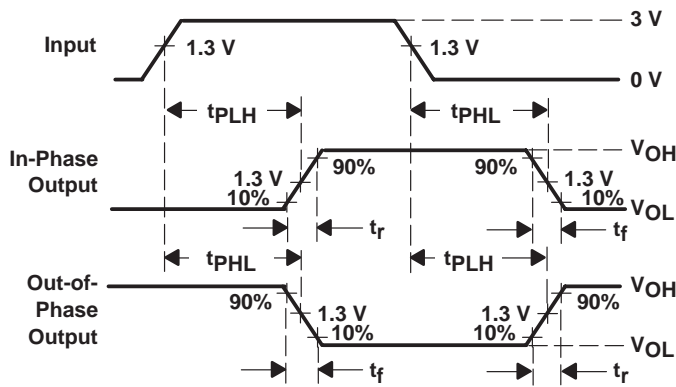 3 V
Input 1.3 V 1.3 V
0 V
tPLH tPHL
In-Phase Output
VOH
90% 90%
1.3 V 1.3 V
10% 10%
VOL
tr tf
tPHL tPLH
Out-of-Phase Output
VOH
90% 90%
1.3 V 1.3 V
10% 10%
VOL
tf tr